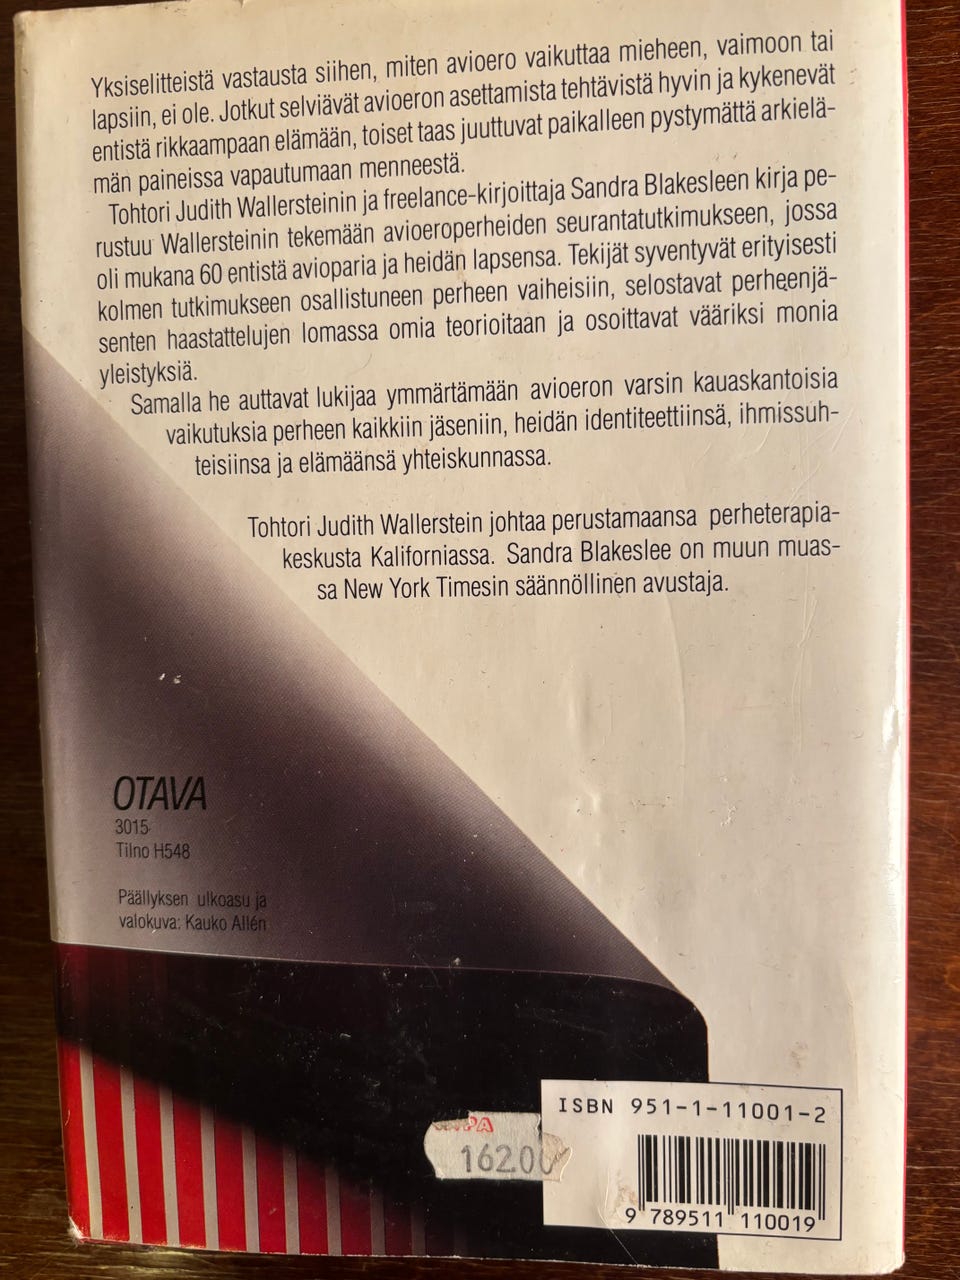 Yksiselitteistä vastausta siihen, miten avioero vaikuttaa mieheen, vaimoon tai
lapsiin, ei ole. Jotkut selviävät avioeron asettamista tehtävistä hyvin ja kykenevät
entistä rikkaampaan elämään, toiset taas juuttuvat paikalleen pystymättä arkielä-
män paineissa vapautumaan menneestä.
Tohtori Judith Wallersteinin ja freelance-kirjoittaja Sandra Blakesleen kirja pe-
rustuu Wallersteinin tekemään avioeroperheiden seurantatutkimukseen, jossa
oli mukana 60 entistä avioparia ja heidän lapsensa. Tekijät syventyvät erityisesti
kolmen tutkimukseen osallistuneen perheen vaiheisiin, selostavat perheenjä-
senten haastattelujen lomassa omia teorioitaan ja osoittavat vääriksi monia
yleistyksiä.
Samalla he auttavat lukijaa ymmärtämään avioeron varsin kauaskantoisia
vaikutuksia perheen kaikkiin jäseniin, heidän identiteettiinsä, ihmissuh-
teisiinsa ja elämäänsä yhteiskunnassa.
Tohtori Judith Wallerstein johtaa perustamaansa perheterapia-
keskusta Kaliforniassa. Sandra Blakeslee on muun muas-
sa New York Timesin säännöllinen avustaja.
OTAVA
3015
Tilno H548
Päällyksen ulkoasu ja
valokuva: Kauko Allén
162.00
ISBN 951-1-11001-2
9 789511 110019